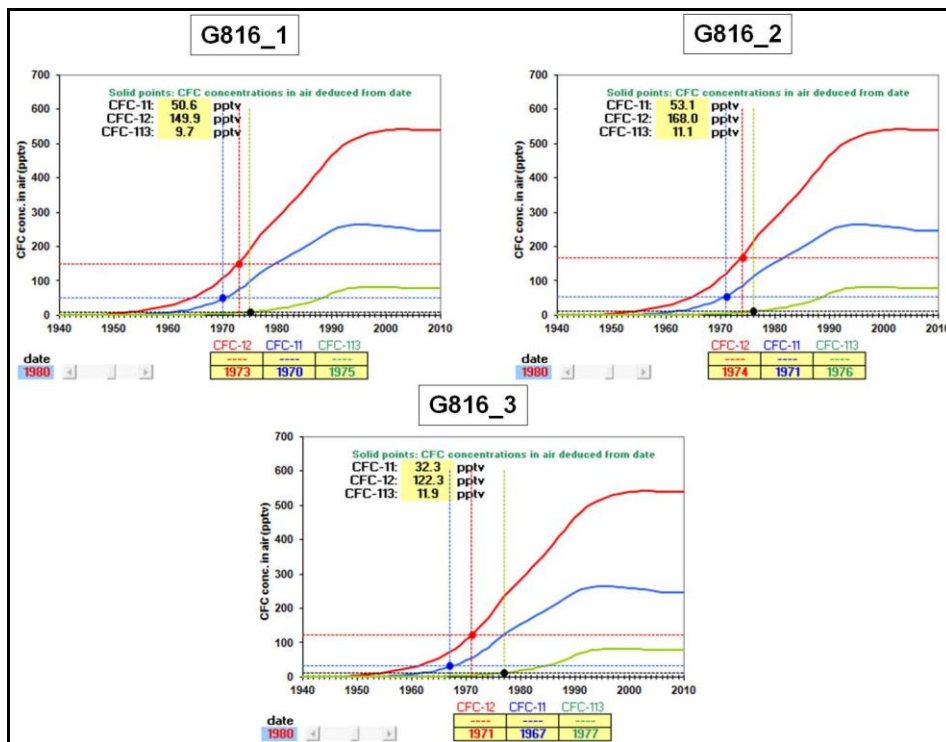 G816_1
Solid points: CFC concentrations in air deduced from date
CFC-11: 50.6 pptv
CFC-12: 149.9 pptv
CFC-113: 9.7 pptv
CFC conc. in air (pptv)
700
600
500
400
300
200
100
0
1940 1950 1960 1970 1980 1990 2000 2010
CFC-12 CFC-11 CFC-113
date ---- ---- ----
1980 1973 1970 1975
G816_2
Solid points: CFC concentrations in air deduced from date
CFC-11: 53.1 pptv
CFC-12: 168.0 pptv
CFC-113: 11.1 pptv
CFC conc. in air (pptv)
700
600
500
400
300
200
100
0
1940 1950 1960 1970 1980 1990 2000 2010
CFC-12 CFC-11 CFC-113
date ---- ---- ----
1980 1974 1971 1976
G816_3
Solid points: CFC concentrations in air deduced from date
CFC-11: 32.3 pptv
CFC-12: 122.3 pptv
CFC-113: 11.9 pptv
CFC conc. in air (pptv)
700
600
500
400
300
200
100
0
1940 1950 1960 1970 1980 1990 2000 2010
CFC-12 CFC-11 CFC-113
date ---- ---- ----
1980 1971 1967 1977